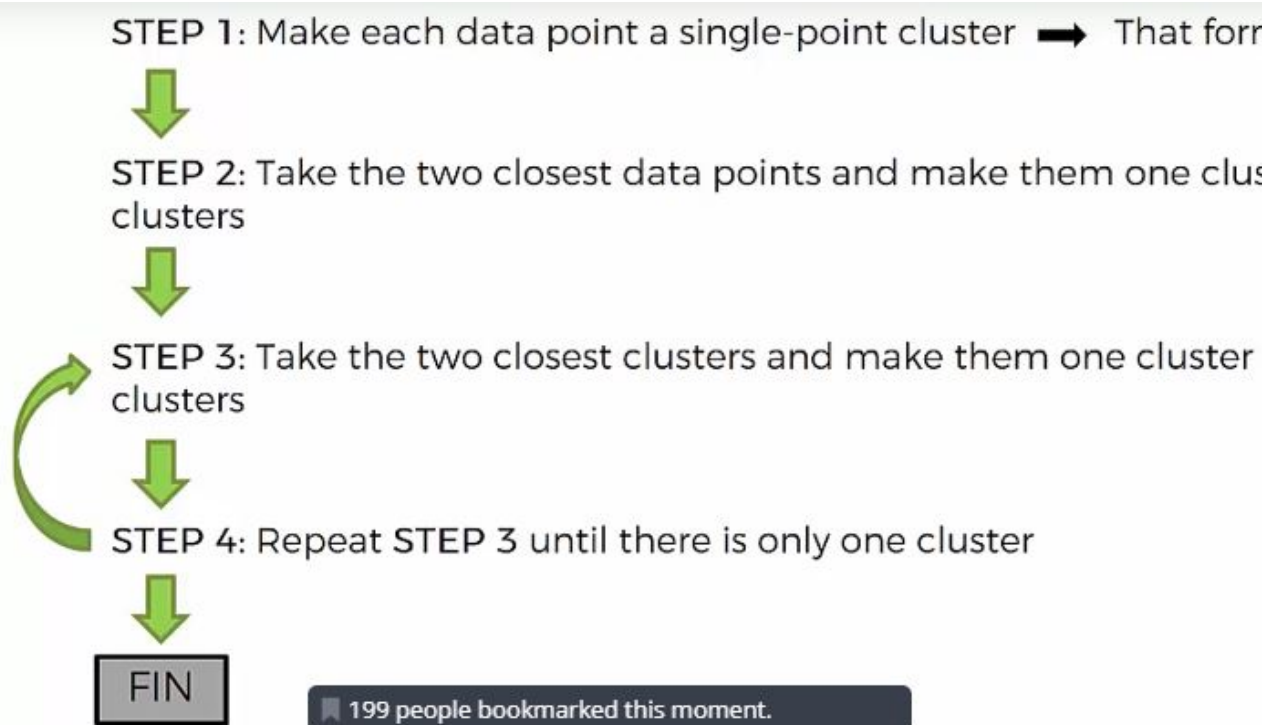 STEP 1: Make each data point a single-point cluster ➡ That
STEP 2: Take the two closest data points and make them one
clusters
STEP 3: Take the two closest clusters and make them one cluster
clusters
STEP 4: Repeat STEP 3 until there is only one cluster
FIN
199 people bookmarked this moment.